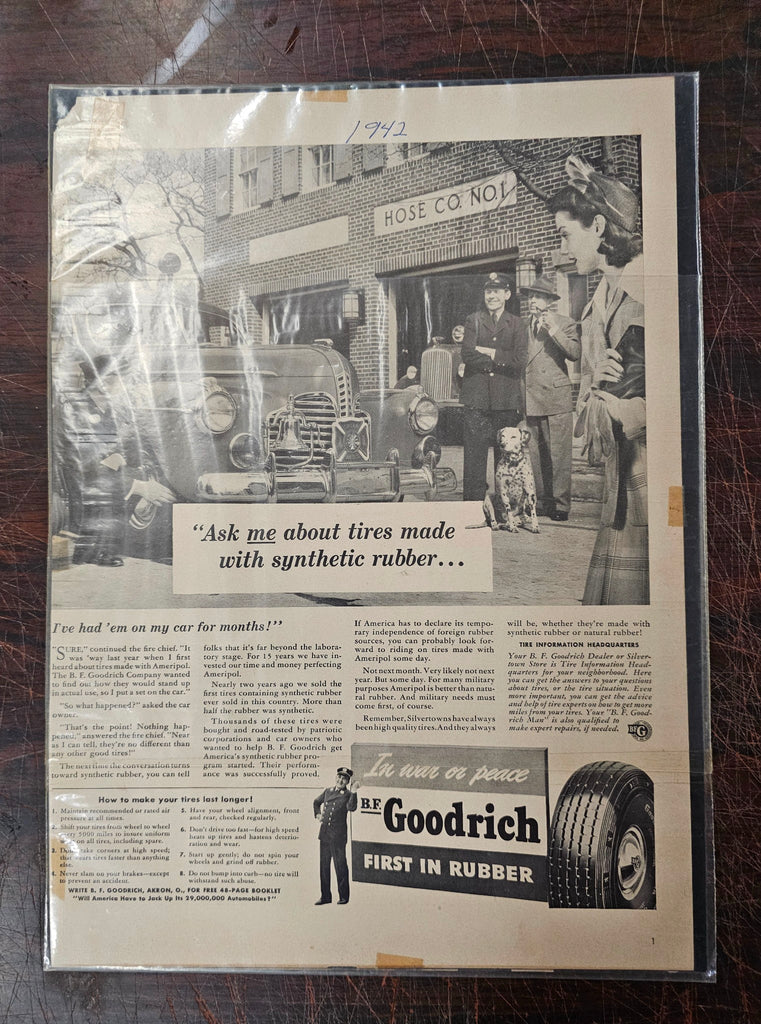 1942
HOSE CO. NO. 1
"Ask me about tires made
with synthetic rubber...
I've had 'em on my car for months!"
"SURE," continued the fire chief. "It
was 'way last year when I first
heard about tires made with Ameripol.
The B. F. Goodrich Company wanted
to find out how they would stand up
in actual use, so I put a set on the car."
"So what happened?" asked the car
owner.
"That's the point! Nothing hap-
pened," answered the fire chief. "Near
as I can tell, they're no different than
any other good tires!"
The next time the conversation turns
toward synthetic rubber, you can tell
folks that it's far beyond the labora-
tory stage. For 15 years we have in-
vested our time and money perfecting
Ameripol.
Nearly two years ago we sold the
first tires containing synthetic rubber
ever sold in this country. More than
half the rubber was synthetic.
Thousands of these tires were
bought and road-tested by patriotic
corporations and car owners who
wanted to help B. F. Goodrich get
America's synthetic rubber pro-
gram started. Their perform-
ance was successfully proved.
If America has to declare its tempo-
rary independence of foreign rubber
sources, you can probably look for-
ward to riding on tires made with
Ameripol some day.
Not next month. Very likely not next
year. But some day. For many military
purposes Ameripol is better than natu-
ral rubber. And military needs must
come first, of course.
Remember, Silvertowns have always
been high quality tires. And they always
will be, whether they're made with
synthetic rubber or natural rubber!
TIRE INFORMATION HEADQUARTERS
Your B. F. Goodrich Dealer or Silver-
town Store is Tire Information Head-
quarters for your neighborhood. Here
you can get the answers to your questions
about tires, or the tire situation. Even
more important, you can get the advice
and help of tire experts on how to get more
miles from your tires. Your "B. F. Good-
rich Man" is also qualified to
make expert repairs, if needed.
How to make your tires last longer!
1. Maintain recommended or rated air
pressure at all times.
2. Shift your tires from wheel to wheel
every 5000 miles to insure uniform
on all tires, including spare.
3. Don't take corners at high speed;
this wears tires faster than anything
else.
4. Never slam on your brakes—except
to prevent an accident.
5. Have your wheel alignment, front
and rear, checked regularly.
6. Don't drive too fast—for high speed
heats up tires and hastens deterio-
ration and wear.
7. Start up gently; do not spin your
wheels and grind off rubber.
8. Do not bump into curb—no tire will
withstand such abuse.
WRITE B. F. GOODRICH, AKRON, O., FOR FREE 48-PAGE BOOKLET
"Will America Have to Jack Up Its 29,000,000 Automobiles?"
In war or peace
B.F. Goodrich
FIRST IN RUBBER
1